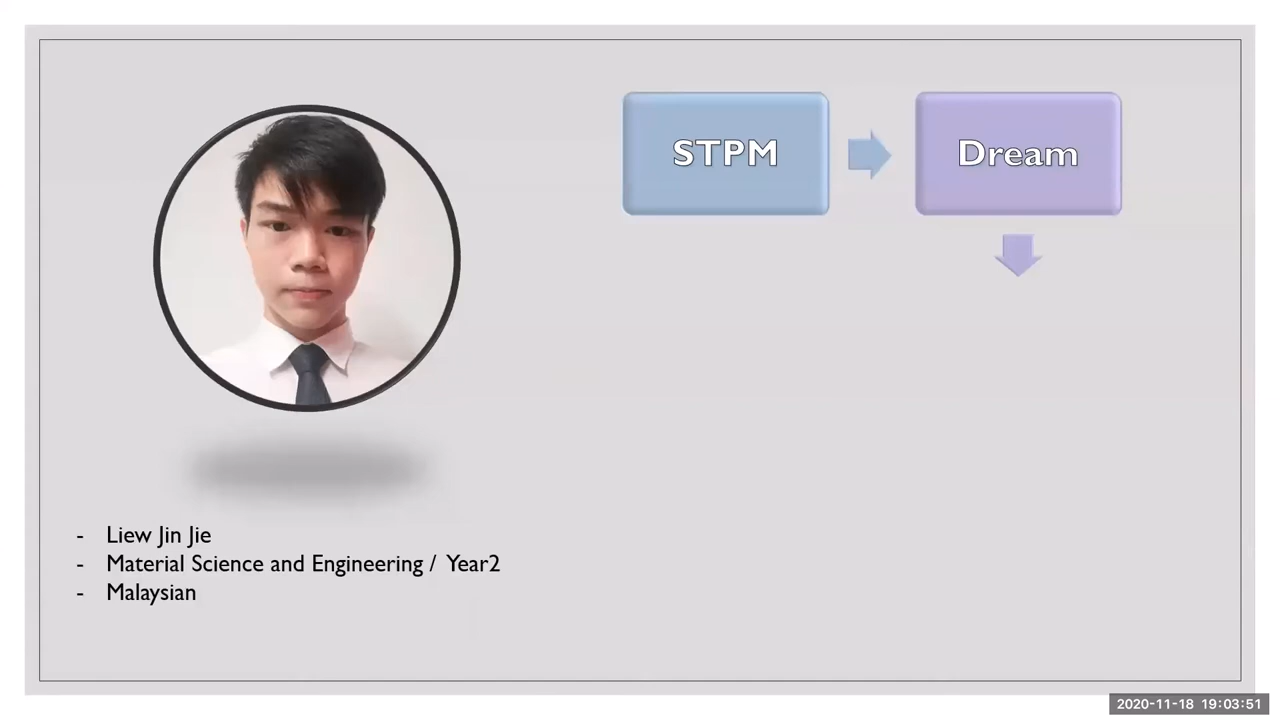 STPM
Dream
- Liew Jin Jie
- Material Science and Engineering / Year2
- Malaysian
2020-11-18 19:03:51